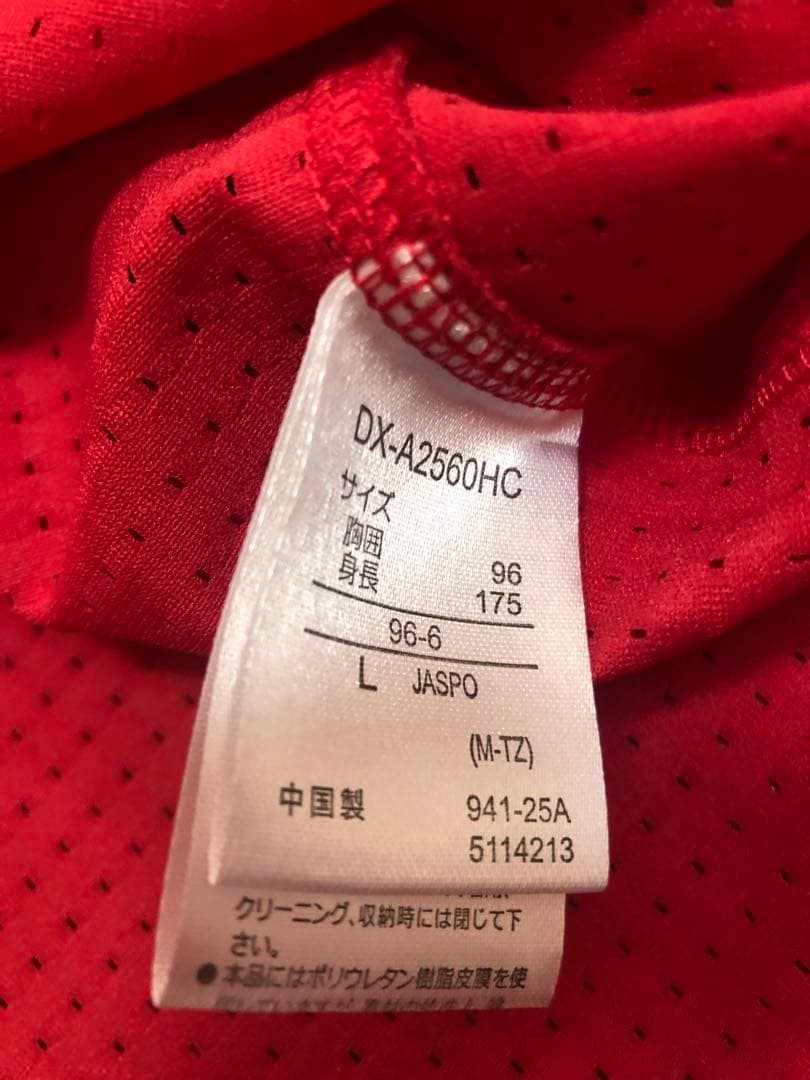 DX-A2560HC
サイズ
胸囲 96
身長 175
96-6
L JASPO
(M-TZ)
中国製 941-25A
5114213
クリーニング、収納時には閉じて下
さい。
● 本品にはポリウレタン樹脂皮膜を使